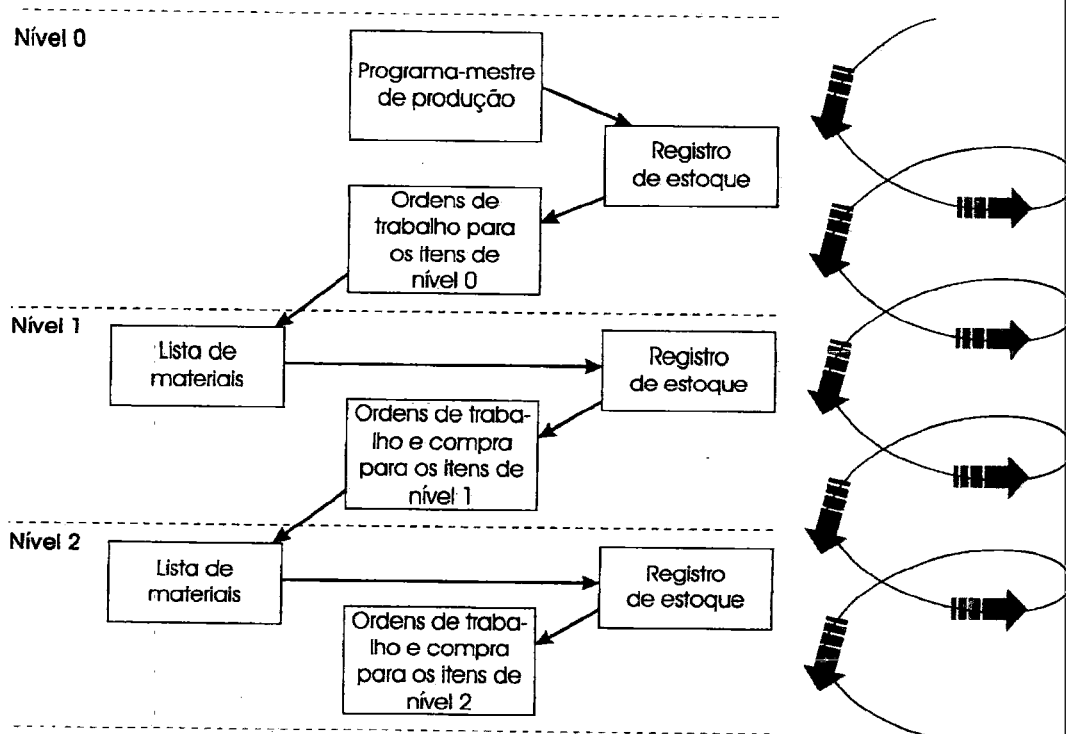 Nível 0
Programa-mestre
de produção
Registro
de estoque
Ordens de
trabalho para
os itens de
nível 0
Nível 1
Lista de
materiais
Registro
de estoque
Ordens de traba-
lho e compra
para os itens de
nível 1
Nível 2
Lista de
materiais
Registro
de estoque
Ordens de traba-
lho e compra
para os itens de
nível 2